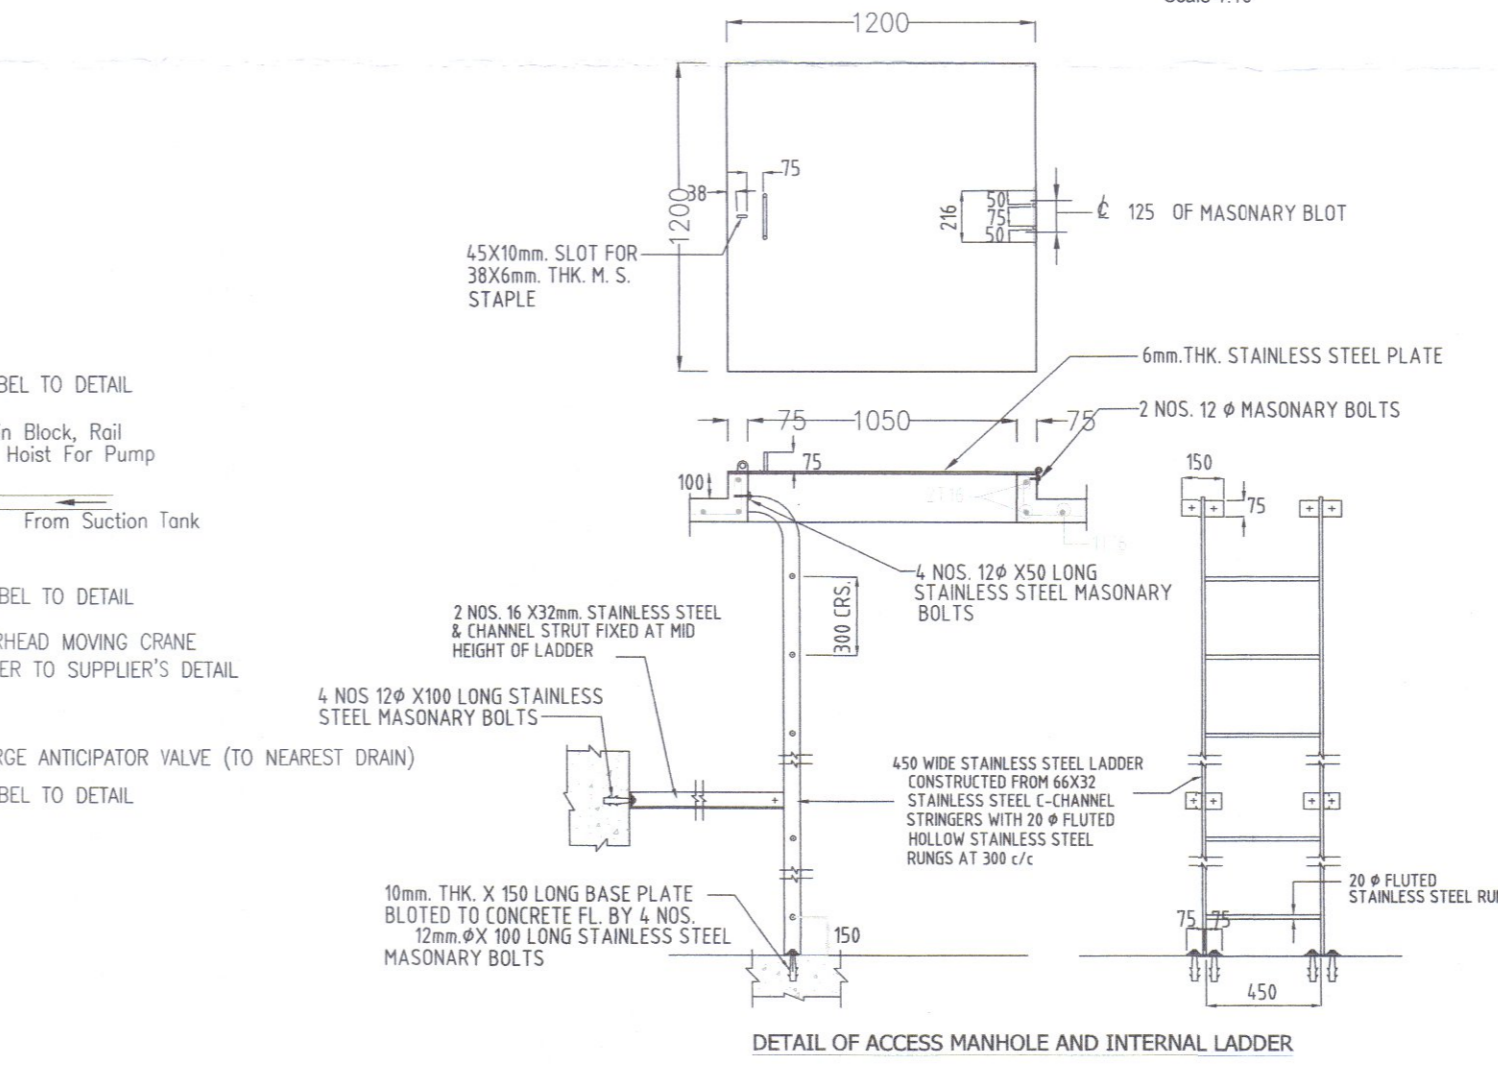 1200
1200
75
38
45X10mm. SLOT FOR
38X6mm. THK. M. S.
STAPLE
216
50
75
50
℄ 125 OF MASONARY BLOT
6mm.THK. STAINLESS STEEL PLATE
2 NOS. 12 Ø MASONARY BOLTS
75 1050 75
75
100
4 NOS. 12Ø X50 LONG
STAINLESS STEEL MASONARY
BOLTS
300 CRS.
2 NOS. 16 X32mm. STAINLESS STEEL
& CHANNEL STRUT FIXED AT MID
HEIGHT OF LADDER
4 NOS 12Ø X100 LONG STAINLESS
STEEL MASONARY BOLTS
450 WIDE STAINLESS STEEL LADDER
CONSTRUCTED FROM 66X32
STAINLESS STEEL C-CHANNEL
STRINGERS WITH 20 Ø FLUTED
HOLLOW STAINLESS STEEL
RUNGS AT 300 c/c
10mm. THK. X 150 LONG BASE PLATE
BLOTED TO CONCRETE FL. BY 4 NOS.
12mm.ØX 100 LONG STAINLESS STEEL
MASONARY BOLTS
150
150
75
20 Ø FLUTED
STAINLESS STEEL RU
75 75
450
DETAIL OF ACCESS MANHOLE AND INTERNAL LADDER
BEL TO DETAIL
n Block, Rail
Hoist For Pump
From Suction Tank
BEL TO DETAIL
RHEAD MOVING CRANE
ER TO SUPPLIER'S DETAIL
RGE ANTICIPATOR VALVE (TO NEAREST DRAIN)
BEL TO DETAIL